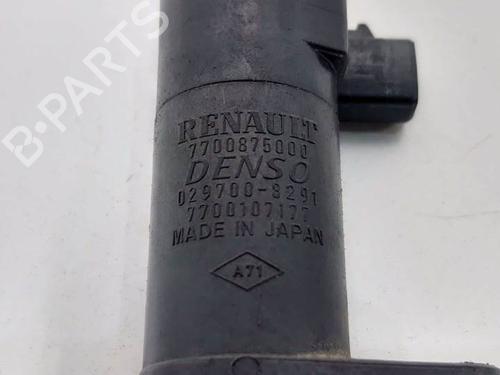 RENAULT
7700875000
DENSO
029700-8291
7700107177
MADE IN JAPAN
A71
B-PARTS